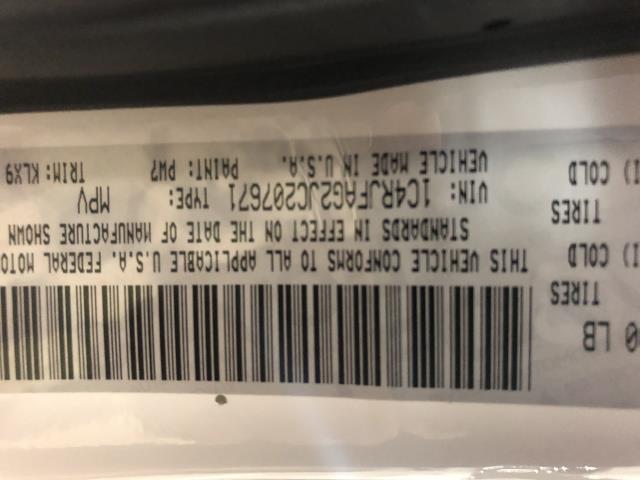 0 LB
TIRES
I) COLD
TIRES
I) COLD
THIS VEHICLE CONFORMS TO ALL APPLICABLE U.S.A. FEDERAL MOTO
STANDARDS IN EFFECT ON THE DATE OF MANUFACTURE SHOWN
VIN: 1C4RJFAG2JC207671 TYPE: MPV
VEHICLE MADE IN U.S.A. PAINT: PW7 TRIM: KLX9